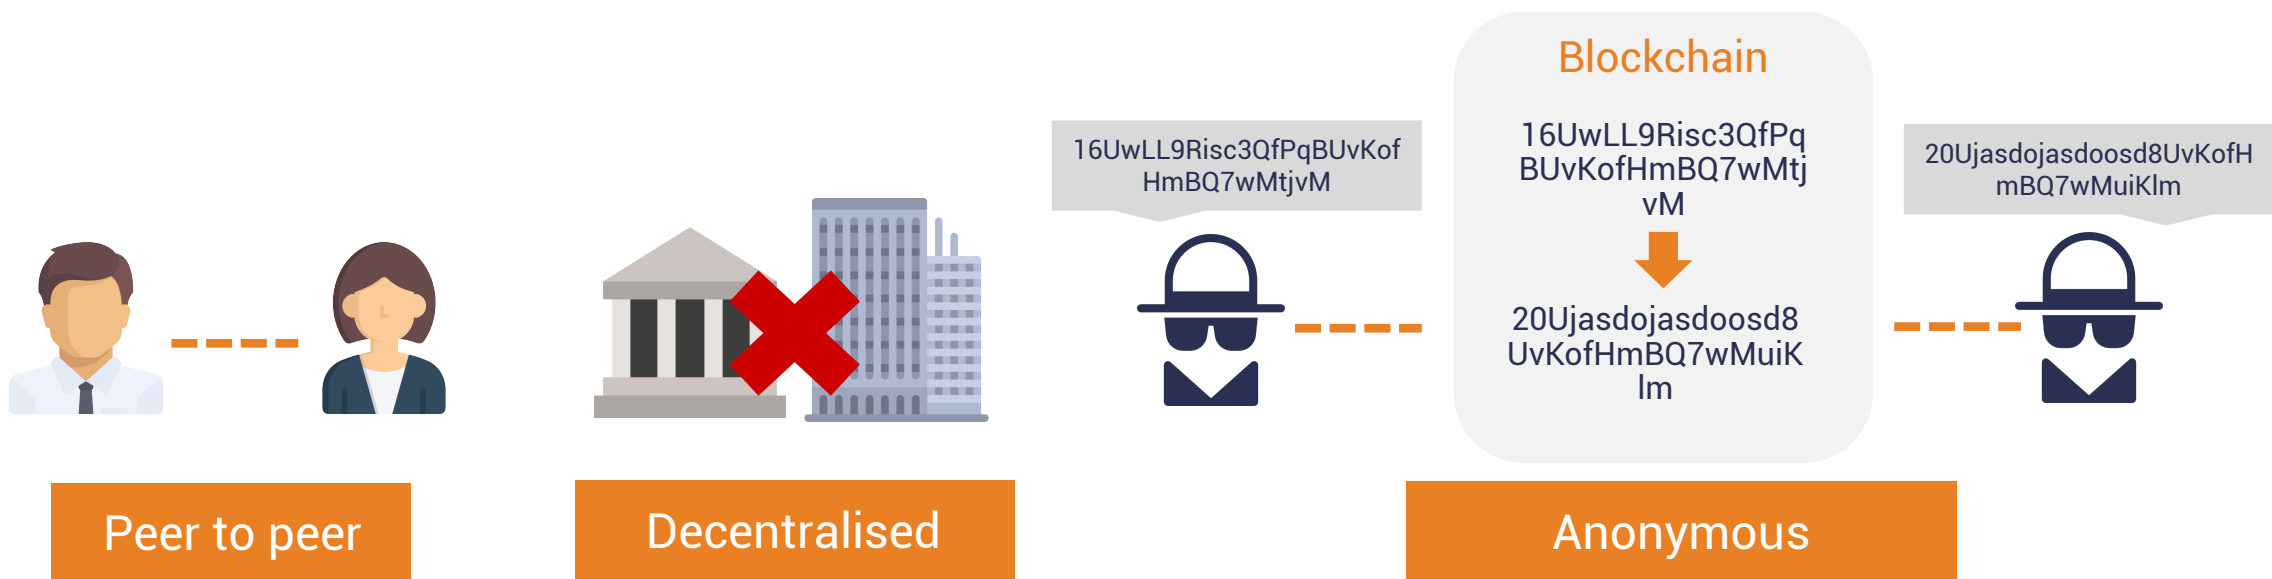 Blockchain
16UwLL9Risc3QfPqBUvKof
HmBQ7wMtjvM
16UwLL9Risc3QfPq
BUvKofHmBQ7wMtj
vM
20Ujasdojasdoosd8
UvKofHmBQ7wMuiK
lm
20Ujasdojasdoosd8UvKofH
mBQ7wMuiKlm
Peer to peer
Decentralised
Anonymous